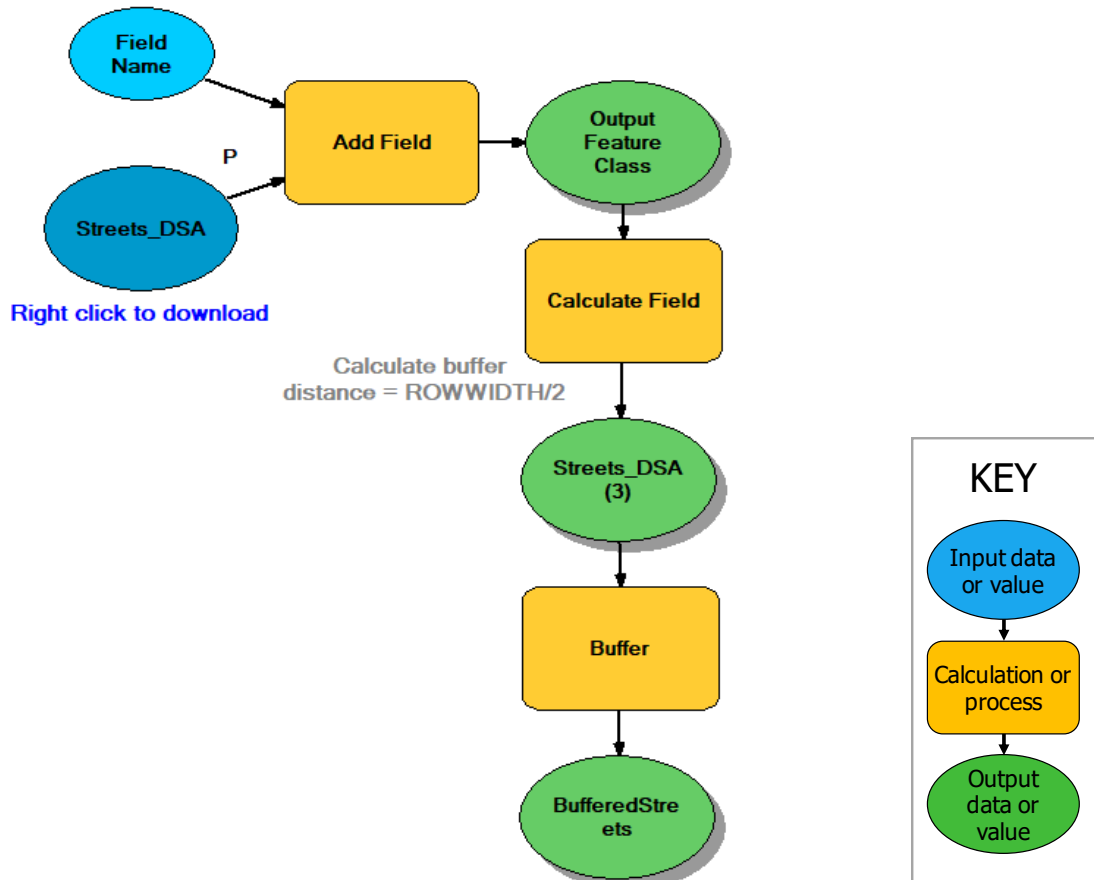 Field
Name
Add Field
Output
Feature
Class
P
Streets_DSA
Right click to download
Calculate Field
Calculate buffer
distance = ROWWIDTH/2
Streets_DSA
(3)
Buffer
BufferedStre
ets
KEY
Input data
or value
Calculation or
process
Output
data or
value